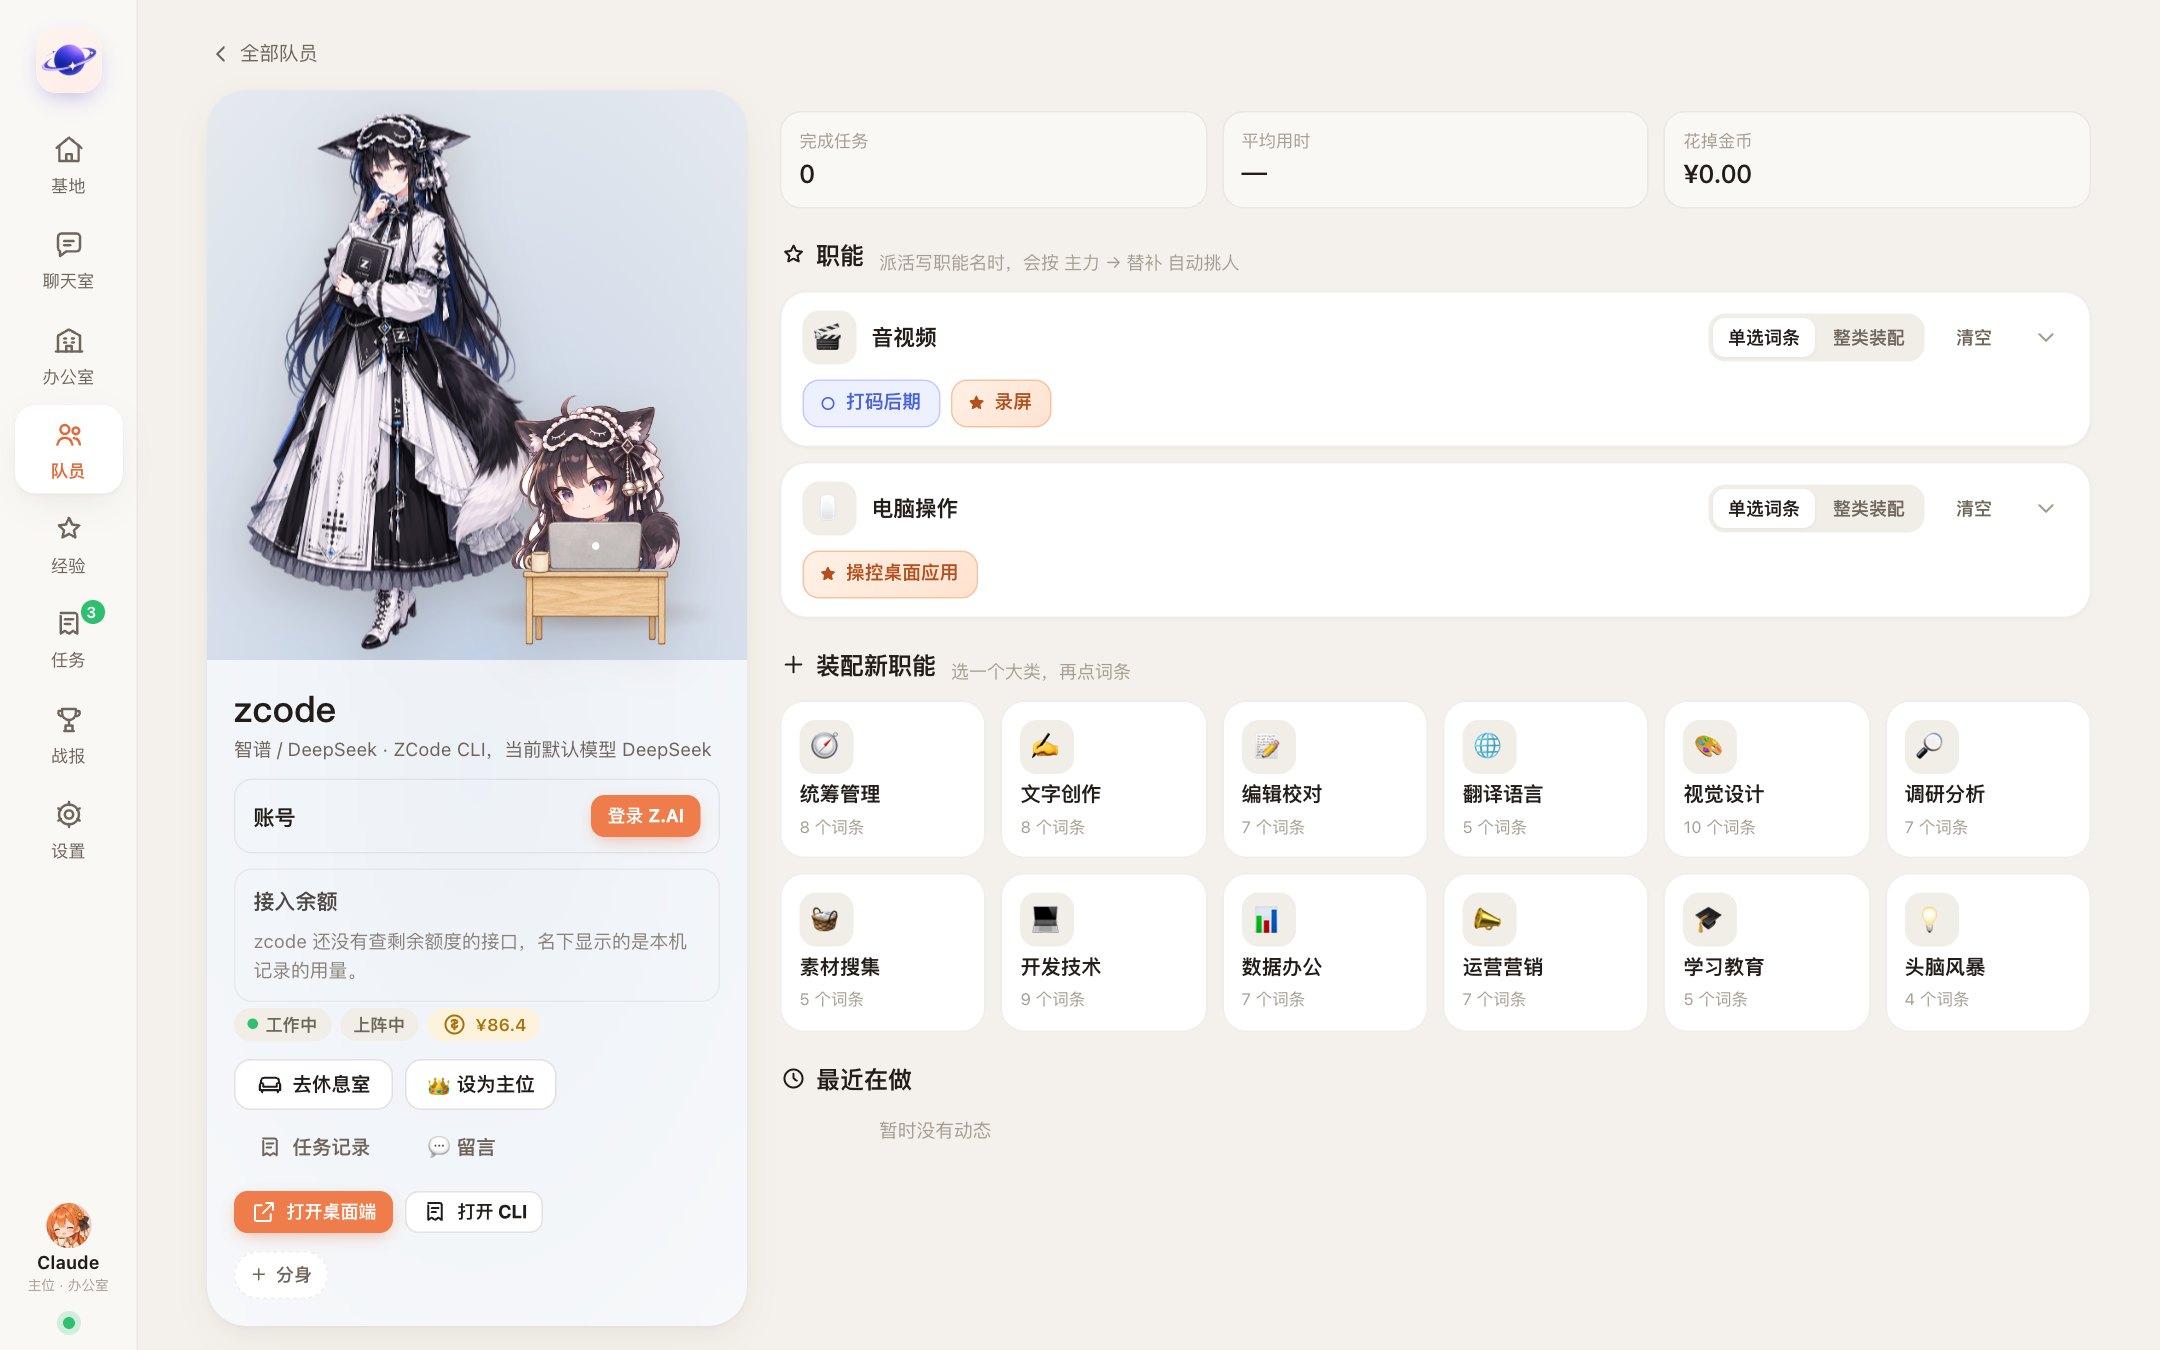 全部队员
基地
聊天室
办公室
队员
经验
3
任务
战报
设置
Claude
主位 · 办公室
Z
Z
Z
Z.AI
zcode
智谱 / DeepSeek · ZCode CLI，当前默认模型 DeepSeek
账号
登录 Z.AI
接入余额
zcode 还没有查剩余额度的接口，名下显示的是本机
记录的用量。
工作中 上阵中 ¥86.4
去休息室 设为主位
任务记录 留言
打开桌面端 打开 CLI
+ 分身
完成任务
0
平均用时
—
花掉金币
¥0.00
职能 派活写职能名时，会按 主力 → 替补 自动挑人
音视频 单选词条 整类装配 清空
打码后期 录屏
电脑操作 单选词条 整类装配 清空
操控桌面应用
装配新职能 选一个大类，再点词条
统筹管理
8 个词条
文字创作
8 个词条
编辑校对
7 个词条
翻译语言
5 个词条
视觉设计
10 个词条
调研分析
7 个词条
素材搜集
5 个词条
开发技术
9 个词条
数据办公
7 个词条
运营营销
7 个词条
学习教育
5 个词条
头脑风暴
4 个词条
最近在做
暂时没有动态